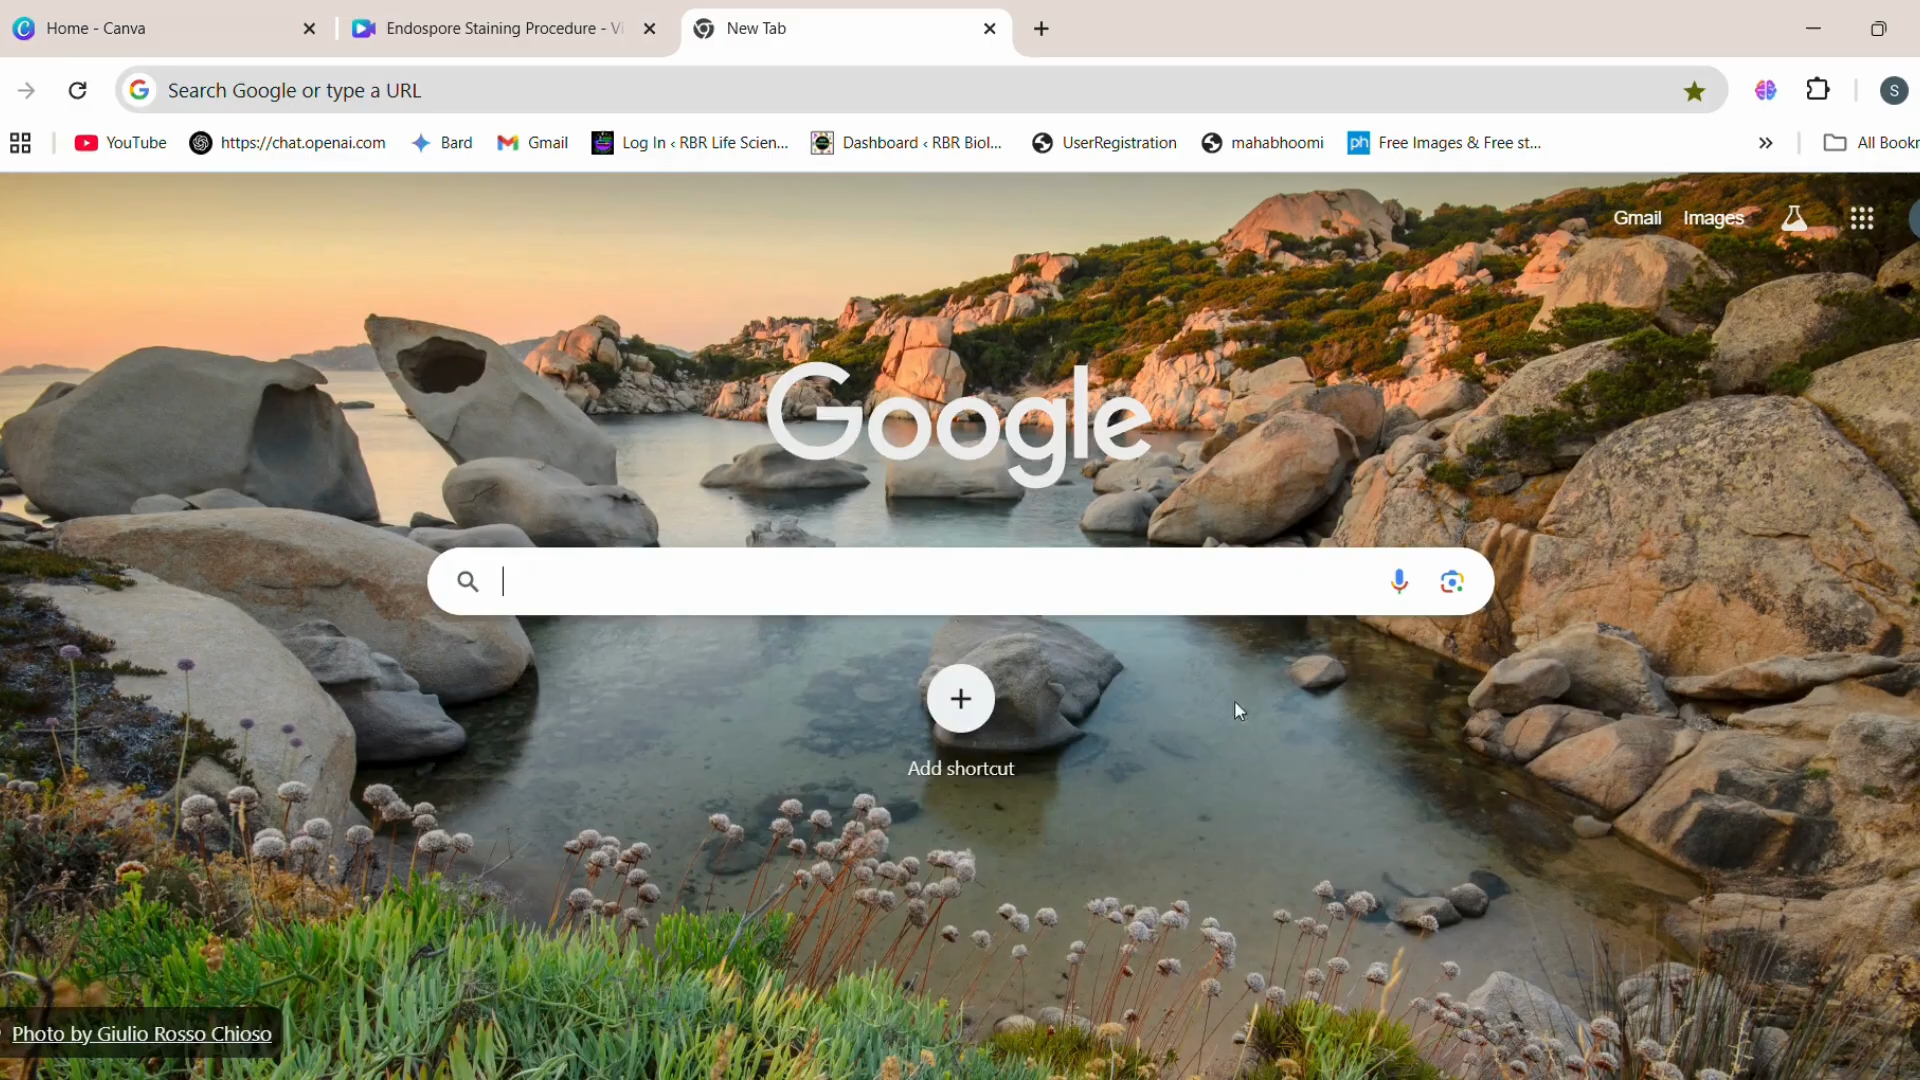 Home - Canva
Endospore Staining Procedure - Vi
New Tab
Search Google or type a URL
YouTube
https://chat.openai.com
Bard
Gmail
Log In ‹ RBR Life Scien...
Dashboard ‹ RBR Biol...
UserRegistration
mahabhoomi
ph
Free Images & Free st...
»
All Bookr
S
Gmail
Images
Google
Add shortcut
Photo by Giulio Rosso Chioso